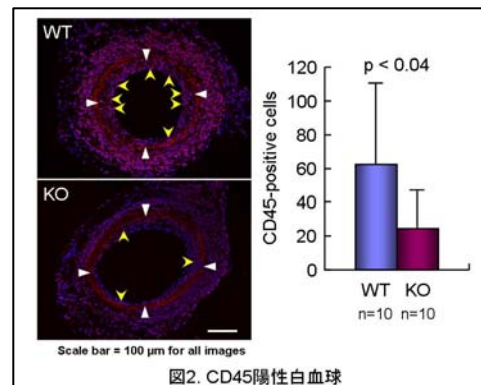 WT
KO
Scale bar = 100 μm for all images
p < 0.04
CD45-positive cells
120
100
80
60
40
20
0
WT KO
n=10 n=10
図2. CD45陽性白血球